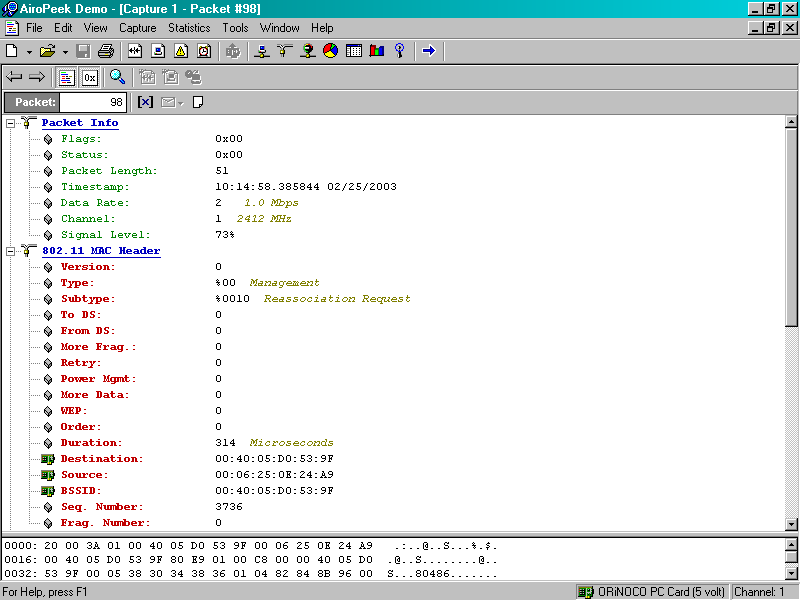 AiroPeek Demo - [Capture 1 - Packet #98]
File Edit View Capture Statistics Tools Window Help
0x
Packet: 98 [x]
Packet Info
Flags: 0x00
Status: 0x00
Packet Length: 51
Timestamp: 10:14:58.385844 02/25/2003
Data Rate: 2 1.0 Mbps
Channel: 1 2412 MHz
Signal Level: 73%
802.11 MAC Header
Version: 0
Type: %00 Management
Subtype: %0010 Reassociation Request
To DS: 0
From DS: 0
More Frag.: 0
Retry: 0
Power Mgmt: 0
More Data: 0
WEP: 0
Order: 0
Duration: 314 Microseconds
Destination: 00:40:05:D0:53:9F
Source: 00:06:25:0E:24:A9
BSSID: 00:40:05:D0:53:9F
Seq. Number: 3736
Frag. Number: 0
0000: 20 00 3A 01 00 40 05 D0 53 9F 00 06 25 0E 24 A9 .:..@..S...%.$.
0016: 00 40 05 D0 53 9F 80 E9 01 00 C8 00 00 40 05 D0 .@..S........@..
0032: 53 9F 00 05 38 30 34 38 36 01 04 82 84 8B 96 00 S...80486.......
For Help, press F1 ORiNOCO PC Card (5 volt) Channel: 1